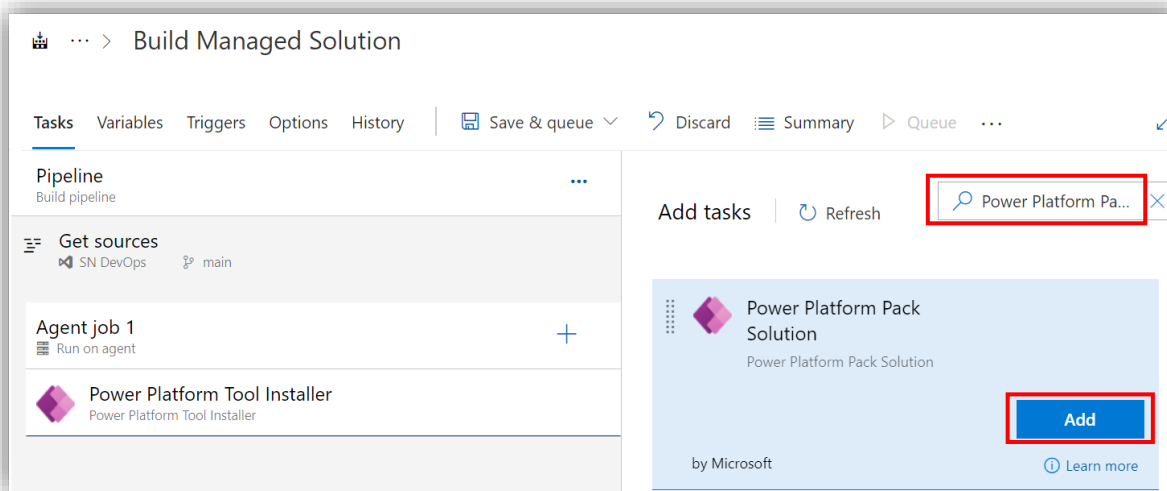 ··· > Build Managed Solution
Tasks Variables Triggers Options History Save & queue Discard Summary Queue ···
Pipeline
Build pipeline
···
Get sources
SN DevOps main
Agent job 1
Run on agent
Power Platform Tool Installer
Power Platform Tool Installer
Add tasks Refresh Power Platform Pa...
Power Platform Pack
Solution
Power Platform Pack Solution
Add
by Microsoft Learn more